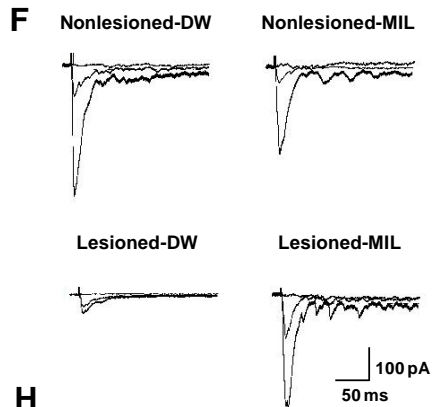 F
Nonlesioned-DW
Nonlesioned-MIL
Lesioned-DW
Lesioned-MIL
100 pA
50 ms
H